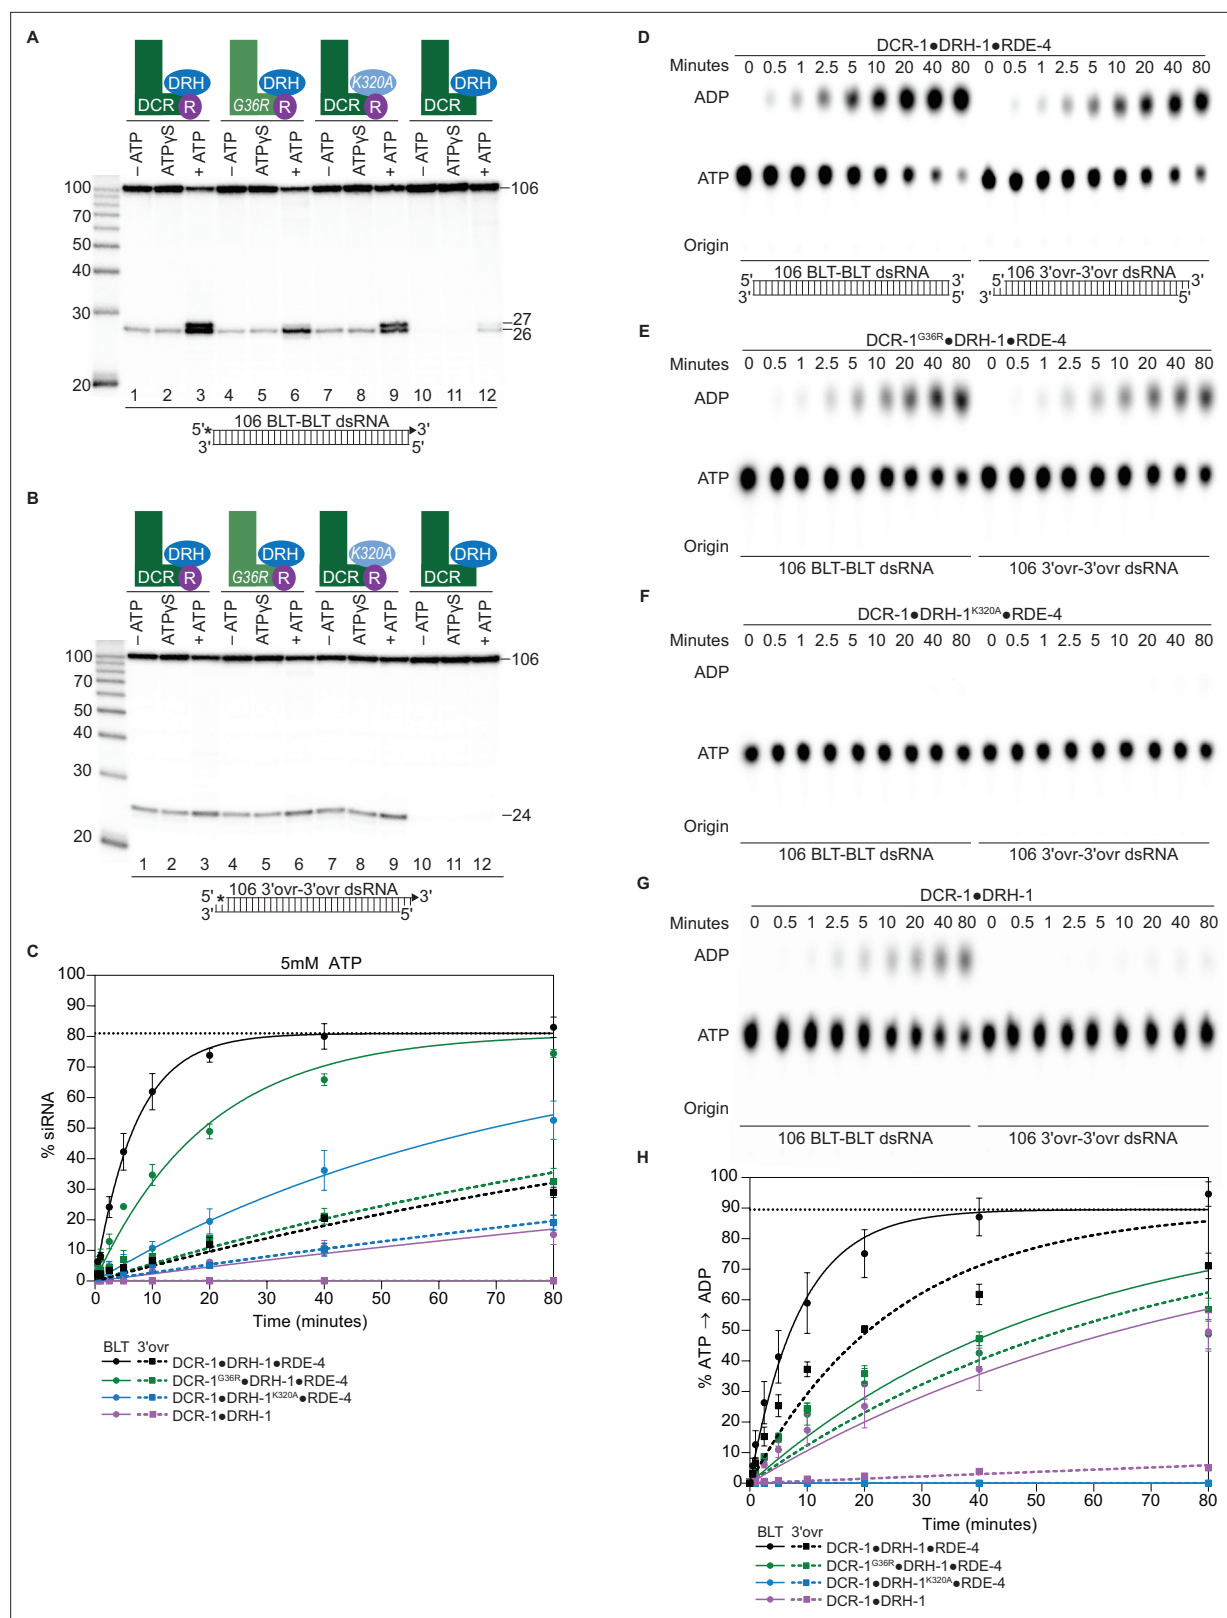 A
DRH DRH K320A DRH
DCR R G36R R DCR R DCR
– ATP ATPγS + ATP – ATP ATPγS + ATP – ATP ATPγS + ATP – ATP ATPγS + ATP
100
70
50
40
30
20
–106
27
26
1 2 3 4 5 6 7 8 9 10 11 12
106 BLT-BLT dsRNA
5'* 3'
3' 5'
B
DRH DRH K320A DRH
DCR R G36R R DCR R DCR
– ATP ATPγS + ATP – ATP ATPγS + ATP – ATP ATPγS + ATP – ATP ATPγS + ATP
100
70
50
40
30
20
–106
–24
1 2 3 4 5 6 7 8 9 10 11 12
106 3'ovr-3'ovr dsRNA
5' * 3'
3' 5'
C
5mM ATP
% siRNA
100
90
80
70
60
50
40
30
20
10
0
0 10 20 30 40 50 60 70 80
Time (minutes)
BLT 3'ovr
DCR-1●DRH-1●RDE-4
DCR-1G36R●DRH-1●RDE-4
DCR-1●DRH-1K320A●RDE-4
DCR-1●DRH-1
D
DCR-1●DRH-1●RDE-4
Minutes 0 0.5 1 2.5 5 10 20 40 80 0 0.5 1 2.5 5 10 20 40 80
ADP
ATP
Origin
106 BLT-BLT dsRNA 106 3'ovr-3'ovr dsRNA
5' 3' 5' 3'
3' 5' 3' 5'
E
DCR-1G36R●DRH-1●RDE-4
Minutes 0 0.5 1 2.5 5 10 20 40 80 0 0.5 1 2.5 5 10 20 40 80
ADP
ATP
Origin
106 BLT-BLT dsRNA 106 3'ovr-3'ovr dsRNA
F
DCR-1●DRH-1K320A●RDE-4
Minutes 0 0.5 1 2.5 5 10 20 40 80 0 0.5 1 2.5 5 10 20 40 80
ADP
ATP
Origin
106 BLT-BLT dsRNA 106 3'ovr-3'ovr dsRNA
G
DCR-1●DRH-1
Minutes 0 0.5 1 2.5 5 10 20 40 80 0 0.5 1 2.5 5 10 20 40 80
ADP
ATP
Origin
106 BLT-BLT dsRNA 106 3'ovr-3'ovr dsRNA
H
% ATP → ADP
100
90
80
70
60
50
40
30
20
10
0
0 10 20 30 40 50 60 70 80
Time (minutes)
BLT 3'ovr
DCR-1●DRH-1●RDE-4
DCR-1G36R●DRH-1●RDE-4
DCR-1●DRH-1K320A●RDE-4
DCR-1●DRH-1